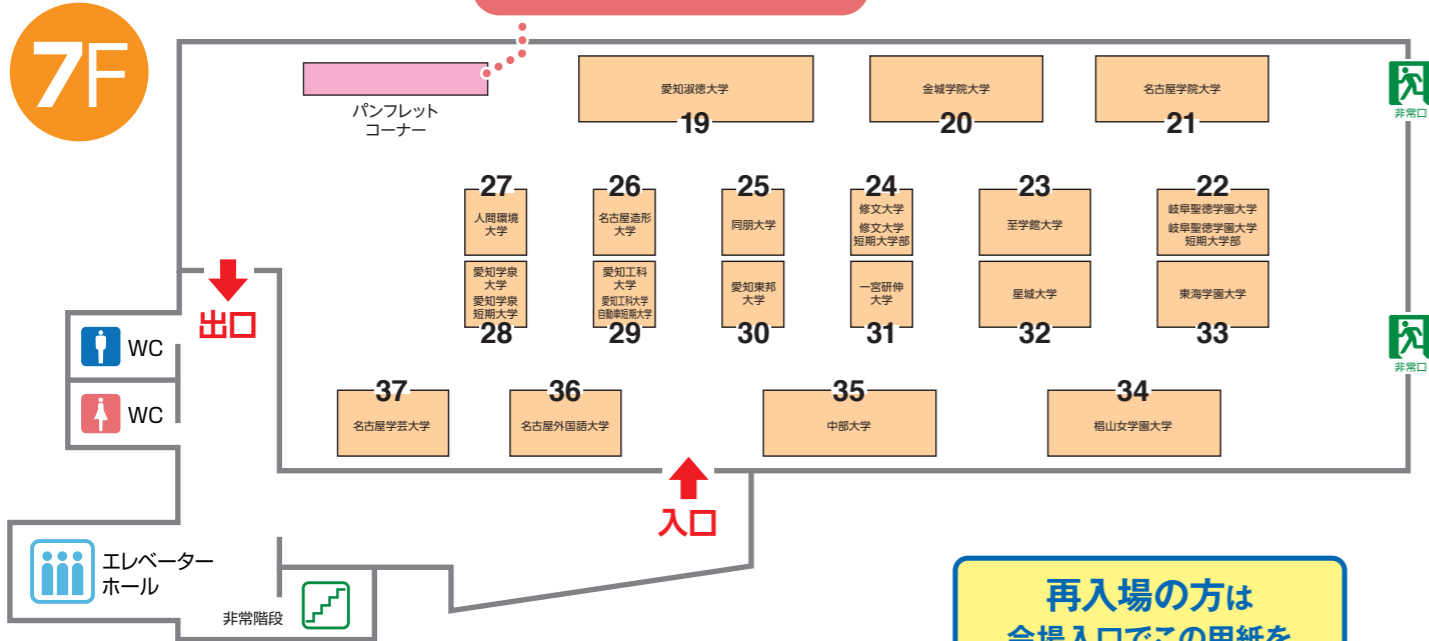 7F
パンフレット
コーナー
愛知淑徳大学
19
金城学院大学
20
名古屋学院大学
21
非常口
27
人間環境
大学
26
名古屋造形
大学
25
同朋大学
24
修文大学
修文大学
短期大学部
23
至学館大学
22
岐阜聖徳学園大学
岐阜聖徳学園大学
短期大学部
愛知学泉
大学
愛知学泉
短期大学
28
愛知工科
大学
愛知工科大学
自動車短期大学
29
愛知東邦
大学
30
一宮研伸
大学
31
星城大学
32
東海学園大学
33
非常口
出口
WC
WC
37
名古屋学芸大学
36
名古屋外国語大学
35
中部大学
34
椙山女学園大学
入口
エレベーター
ホール
非常階段
再入場の方は
会場入口でこの用紙を